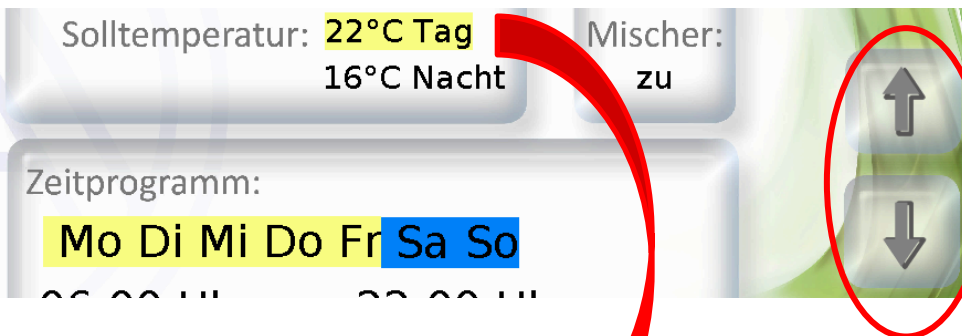 Solltemperatur: 22°C Tag
16°C Nacht
Mischer:
zu
Zeitprogramm:
Mo Di Mi Do Fr Sa So